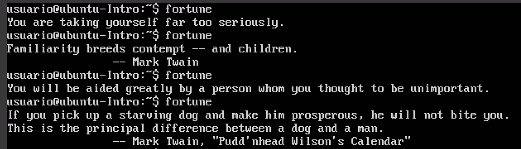 usuario@ubuntu-Intro:~$ fortune
You are taking yourself far too seriously.
usuario@ubuntu-Intro:~$ fortune
Familiarity breeds contempt -- and children.
-- Mark Twain
usuario@ubuntu-Intro:~$ fortune
You will be aided greatly by a person whom you thought to be unimportant.
usuario@ubuntu-Intro:~$ fortune
If you pick up a starving dog and make him prosperous, he will not bite you.
This is the principal difference between a dog and a man.
-- Mark Twain, "Pudd'nhead Wilson's Calendar"